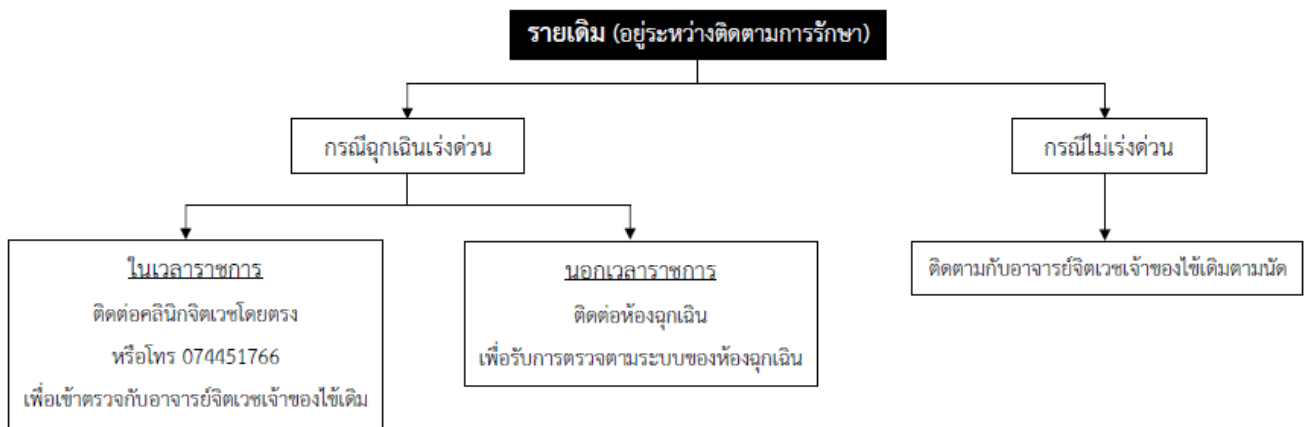 รายเดิม (อยู่ระหว่างติดตามการรักษา)
กรณีฉุกเฉินเร่งด่วน
กรณีไม่เร่งด่วน
ในเวลาราชการ
ติดต่อคลินิกจิตเวชโดยตรง
หรือโทร 074451766
เพื่อเข้าตรวจกับอาจารย์จิตเวชเจ้าของไข้เดิม
นอกเวลาราชการ
ติดต่อห้องฉุกเฉิน
เพื่อรับการตรวจตามระบบของห้องฉุกเฉิน
ติดตามกับอาจารย์จิตเวชเจ้าของไข้เดิมตามนัด